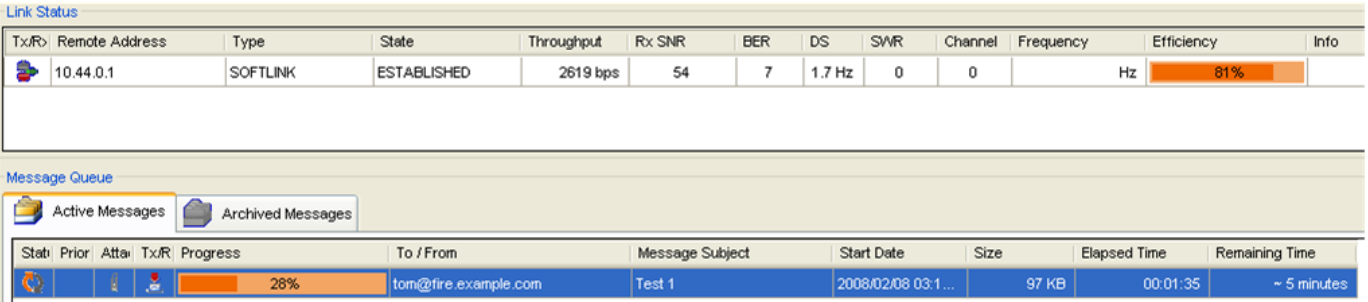 Link Status
Tx/R> Remote Address Type State Throughput Rx SNR BER DS SWR Channel Frequency Efficiency Info
10.44.0.1 SOFTLINK ESTABLISHED 2619 bps 54 7 1.7 Hz 0 0 Hz 81%
Message Queue
Active Messages Archived Messages
Stat Prior Atta Tx/R Progress To / From Message Subject Start Date Size Elapsed Time Remaining Time
28% tom@fire.example.com Test 1 2008/02/08 03:1... 97 KB 00:01:35 ~ 5 minutes